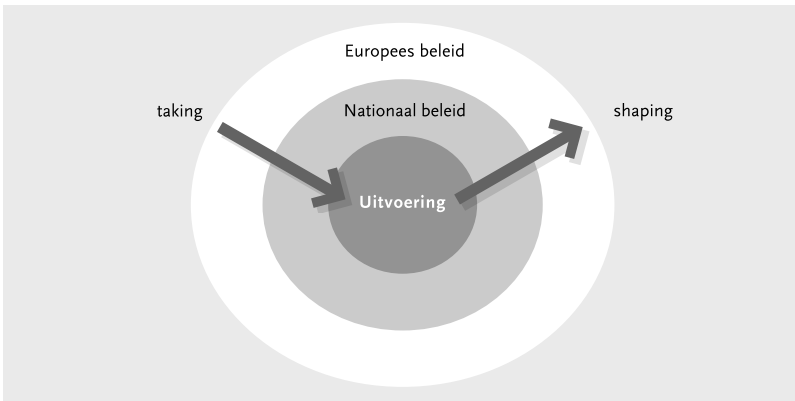 Europees beleid
taking
Nationaal beleid
shaping
Uitvoering